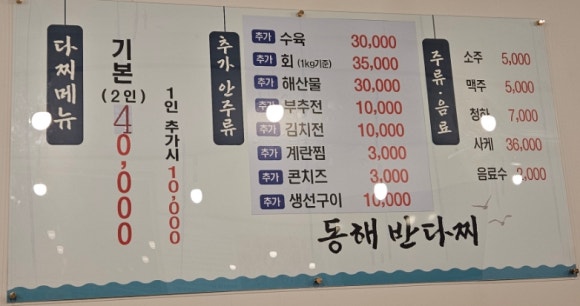 다찌메뉴
기본
(2인)
40,000
1인 추가시 10,000
추가 안주류
추가 수육 30,000
추가 회 (1kg기준) 35,000
추가 해산물 30,000
추가 부추전 10,000
추가 김치전 10,000
추가 계란찜 3,000
추가 콘치즈 3,000
추가 생선구이 10,000
주류·음료
소주 5,000
맥주 5,000
청하 7,000
사케 36,000
음료수 2,000
동해 반다찌